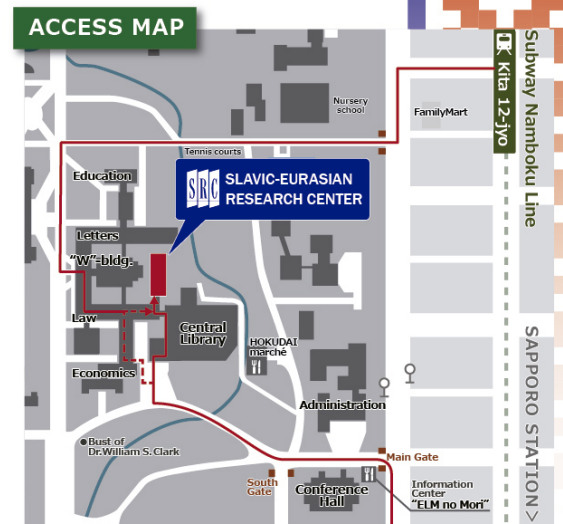 ACCESS MAP
Subway Namboku Line
Kita 12-jyo
Nursery
school
FamilyMart
Tennis courts
Education
SRC
SLAVIC-EURASIAN
RESEARCH CENTER
Letters
"W"-bldg.
Law
Central
Library
HOKUDAI
marché
Economics
Administration
SAPPORO STATION>
Bust of
Dr.William S. Clark
Main Gate
South
Gate
Conference
Hall
Information
Center
"ELM no Mori"